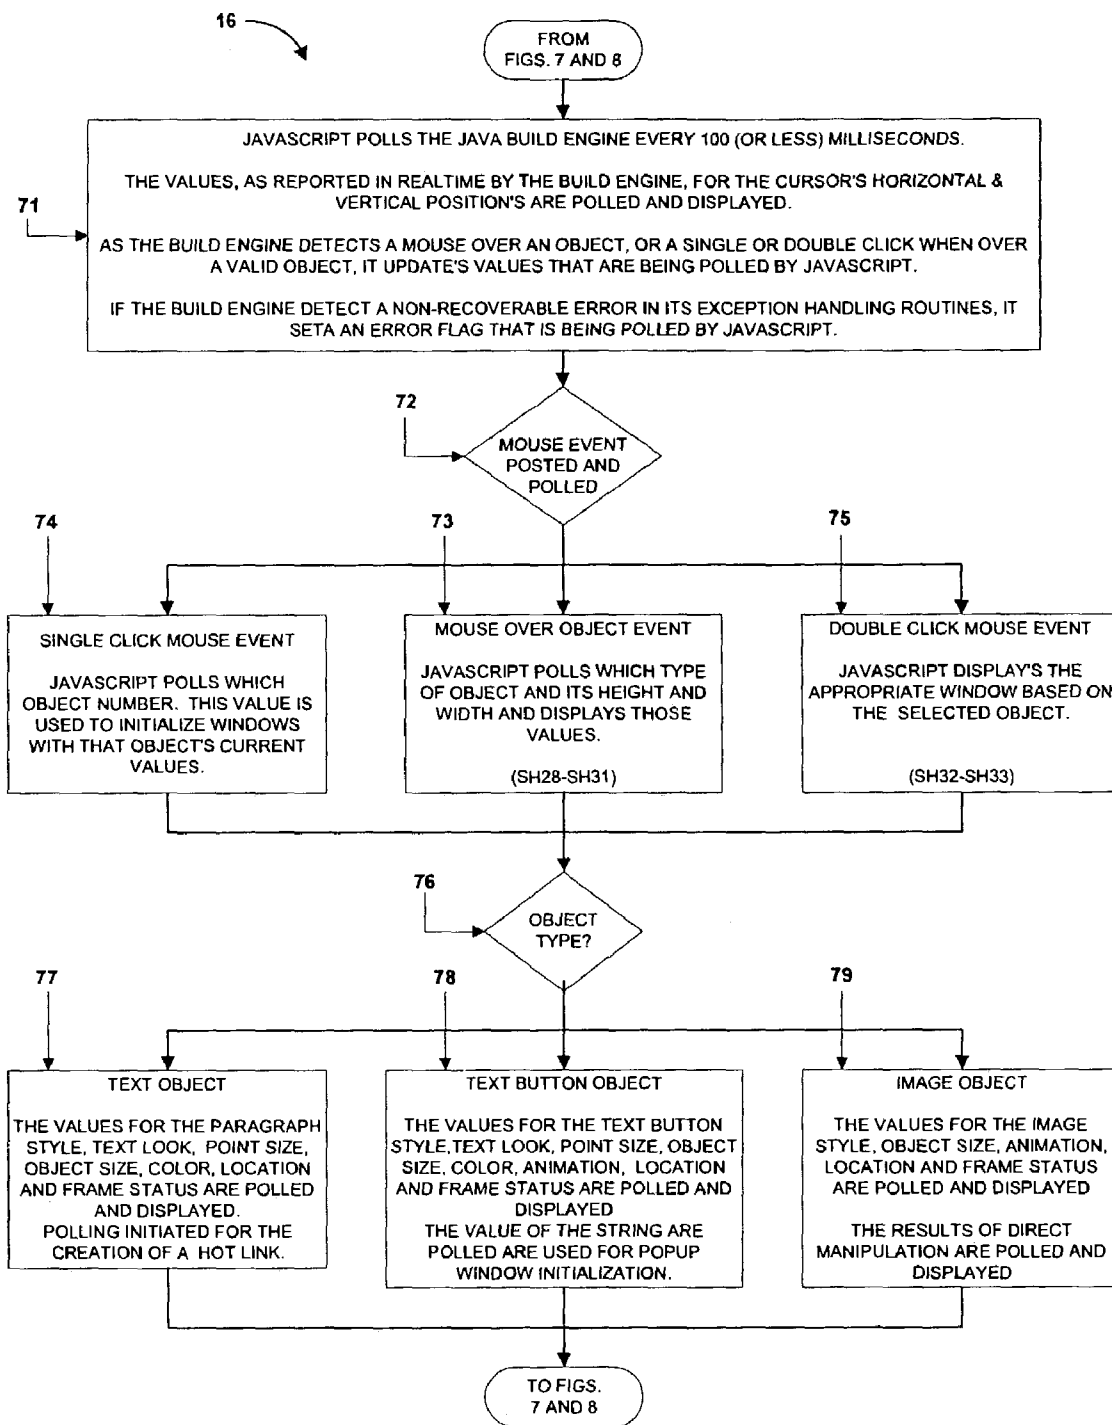 16
FROM
FIGS. 7 AND 8
JAVASCRIPT POLLS THE JAVA BUILD ENGINE EVERY 100 (OR LESS) MILLISECONDS.
THE VALUES, AS REPORTED IN REALTIME BY THE BUILD ENGINE, FOR THE CURSOR'S HORIZONTAL &
VERTICAL POSITION'S ARE POLLED AND DISPLAYED.
71
AS THE BUILD ENGINE DETECTS A MOUSE OVER AN OBJECT, OR A SINGLE OR DOUBLE CLICK WHEN OVER
A VALID OBJECT, IT UPDATE'S VALUES THAT ARE BEING POLLED BY JAVASCRIPT.
IF THE BUILD ENGINE DETECT A NON-RECOVERABLE ERROR IN ITS EXCEPTION HANDLING ROUTINES, IT
SETA AN ERROR FLAG THAT IS BEING POLLED BY JAVASCRIPT.
72
MOUSE EVENT
POSTED AND
POLLED
74
SINGLE CLICK MOUSE EVENT
JAVASCRIPT POLLS WHICH
OBJECT NUMBER. THIS VALUE IS
USED TO INITIALIZE WINDOWS
WITH THAT OBJECT'S CURRENT
VALUES.
73
MOUSE OVER OBJECT EVENT
JAVASCRIPT POLLS WHICH TYPE
OF OBJECT AND ITS HEIGHT AND
WIDTH AND DISPLAYS THOSE
VALUES.
(SH28-SH31)
75
DOUBLE CLICK MOUSE EVENT
JAVASCRIPT DISPLAY'S THE
APPROPRIATE WINDOW BASED ON
THE SELECTED OBJECT.
(SH32-SH33)
76
OBJECT
TYPE?
77
TEXT OBJECT
THE VALUES FOR THE PARAGRAPH
STYLE, TEXT LOOK, POINT SIZE,
OBJECT SIZE, COLOR, LOCATION
AND FRAME STATUS ARE POLLED
AND DISPLAYED.
POLLING INITIATED FOR THE
CREATION OF A HOT LINK.
78
TEXT BUTTON OBJECT
THE VALUES FOR THE TEXT BUTTON
STYLE,TEXT LOOK, POINT SIZE, OBJECT
SIZE, COLOR, ANIMATION, LOCATION
AND FRAME STATUS ARE POLLED AND
DISPLAYED
THE VALUE OF THE STRING ARE
POLLED ARE USED FOR POPUP
WINDOW INITIALIZATION.
79
IMAGE OBJECT
THE VALUES FOR THE IMAGE
STYLE, OBJECT SIZE, ANIMATION,
LOCATION AND FRAME STATUS
ARE POLLED AND DISPLAYED
THE RESULTS OF DIRECT
MANIPULATION ARE POLLED AND
DISPLAYED
TO FIGS.
7 AND 8